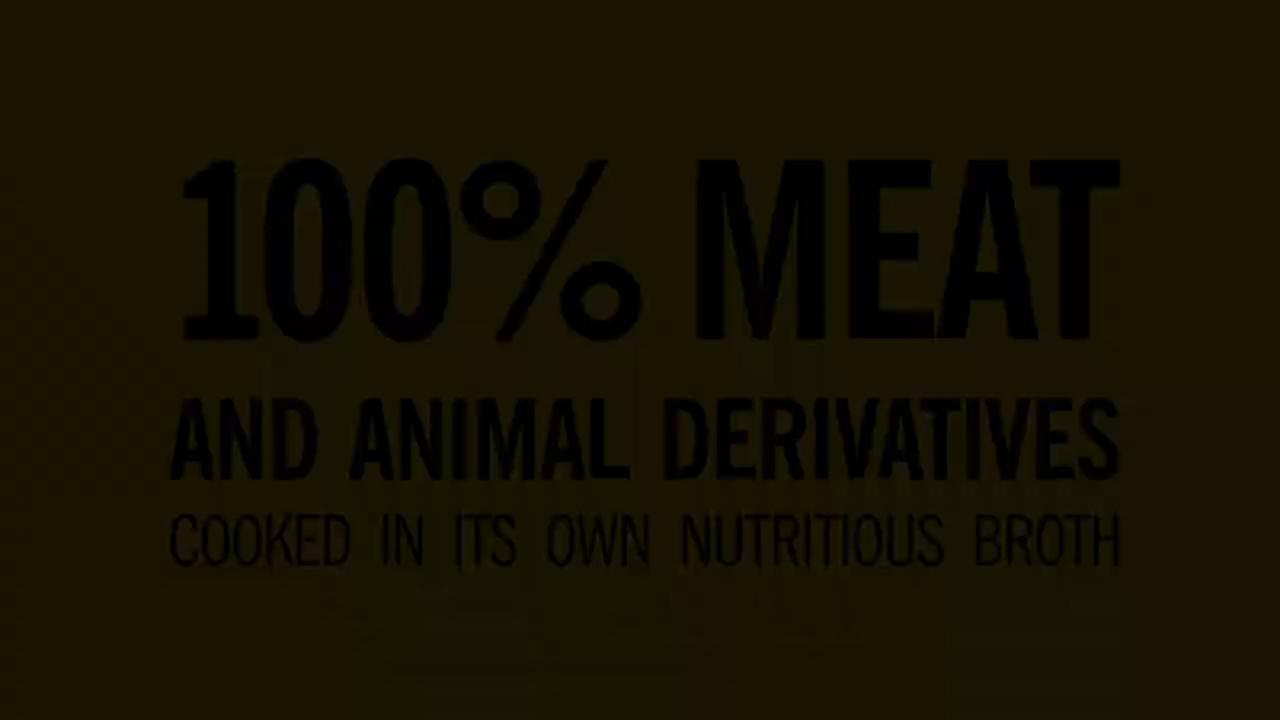 100% MEAT
AND ANIMAL DERIVATIVES
COOKED IN ITS OWN NUTRITIOUS BROTH